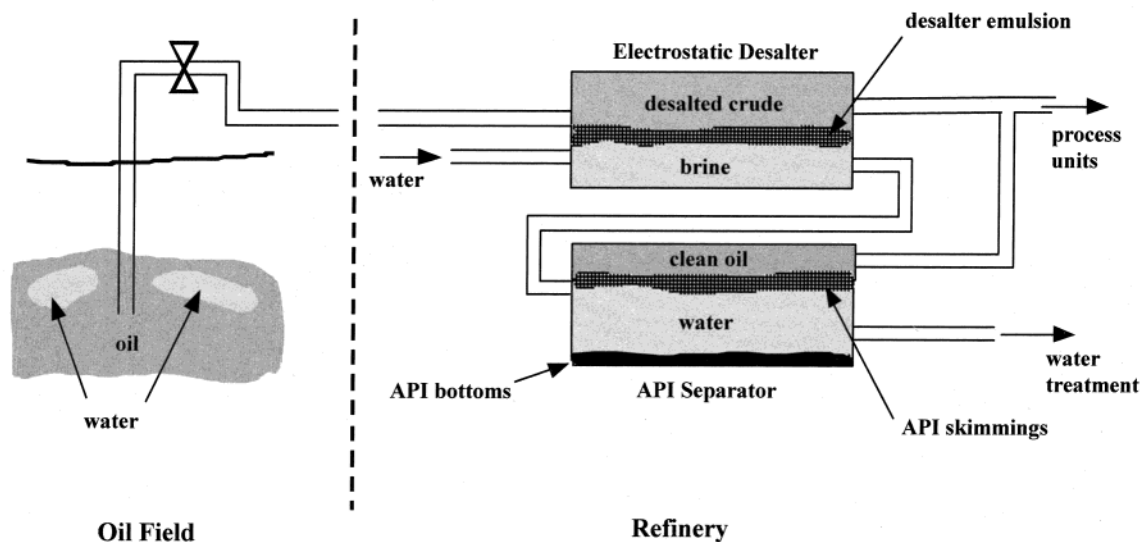 desalter emulsion
Electrostatic Desalter
desalted crude
process
units
water
brine
clean oil
oil
water
water
treatment
API bottoms
API Separator
water
API skimmings
Oil Field
Refinery